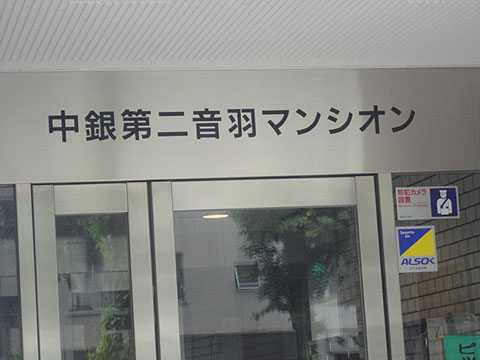 中銀第二音羽マンシオン
防犯カメラ
設置
Security
On
ALSOK
ピ